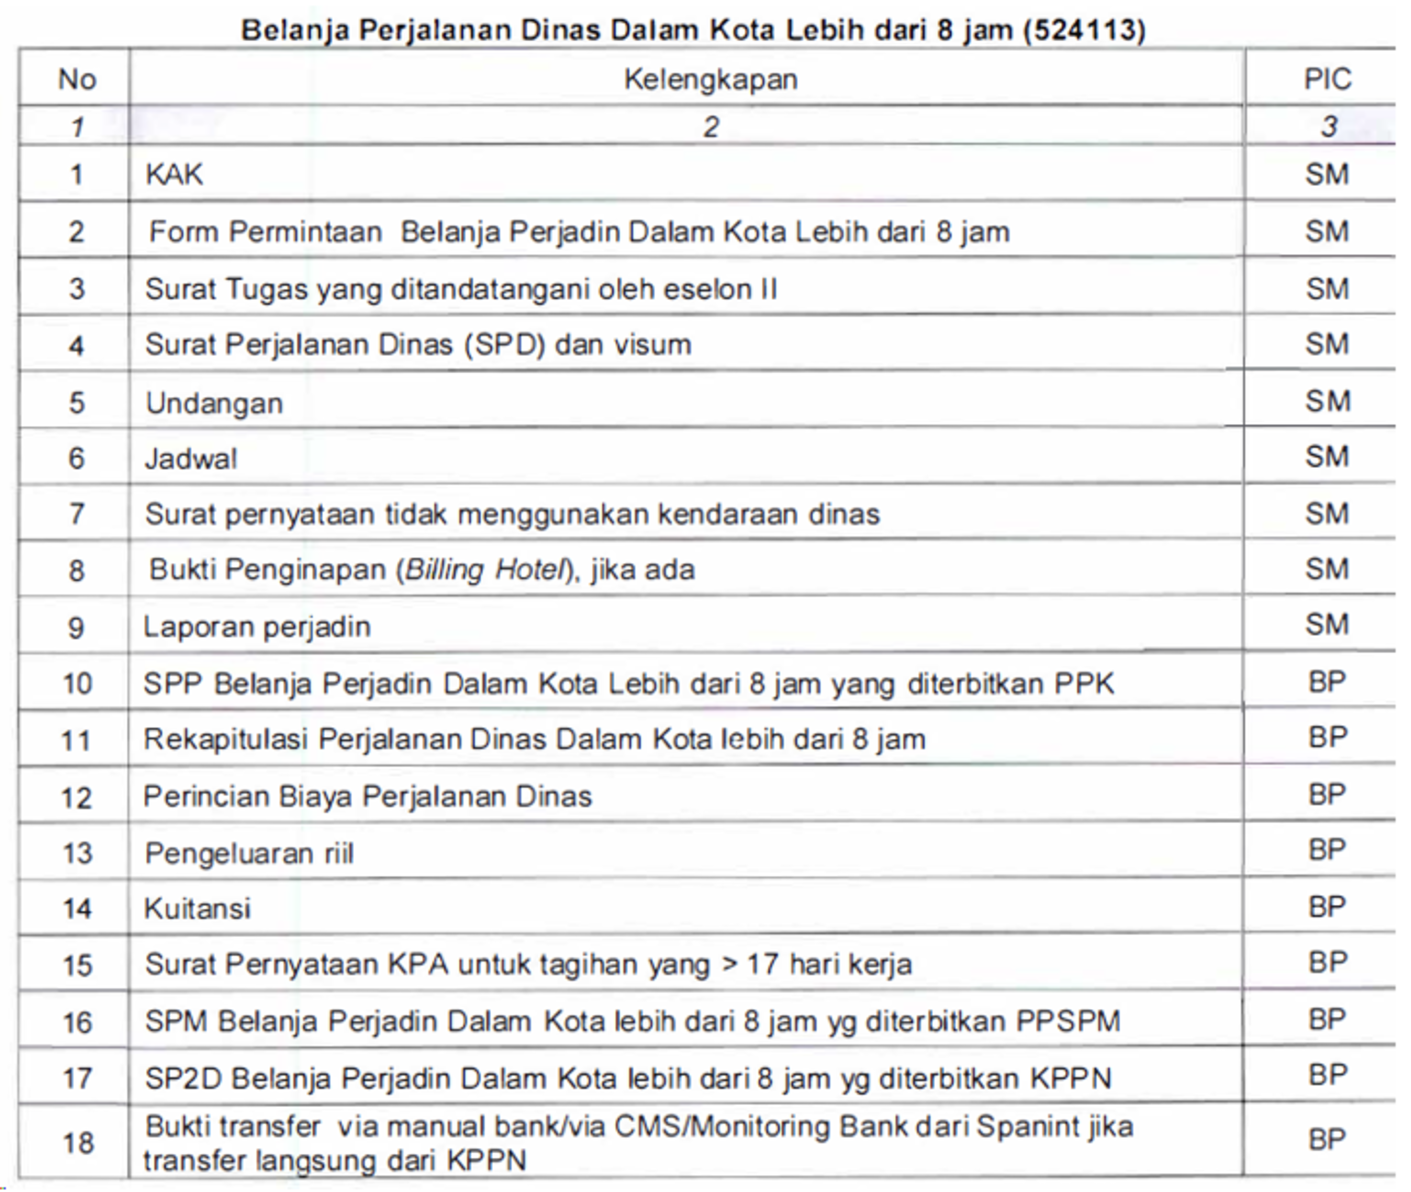 Belanja Perjalanan Dinas Dalam Kota Lebih dari 8 jam (524113)
No Kelengkapan PIC
1 2 3
1 KAK SM
2 Form Permintaan Belanja Perjadin Dalam Kota Lebih dari 8 jam SM
3 Surat Tugas yang ditandatangani oleh eselon II SM
4 Surat Perjalanan Dinas (SPD) dan visum SM
5 Undangan SM
6 Jadwal SM
7 Surat pernyataan tidak menggunakan kendaraan dinas SM
8 Bukti Penginapan (Billing Hotel), jika ada SM
9 Laporan perjadin SM
10 SPP Belanja Perjadin Dalam Kota Lebih dari 8 jam yang diterbitkan PPK BP
11 Rekapitulasi Perjalanan Dinas Dalam Kota lebih dari 8 jam BP
12 Perincian Biaya Perjalanan Dinas BP
13 Pengeluaran riil BP
14 Kuitansi BP
15 Surat Pernyataan KPA untuk tagihan yang > 17 hari kerja BP
16 SPM Belanja Perjadin Dalam Kota lebih dari 8 jam yg diterbitkan PPSPM BP
17 SP2D Belanja Perjadin Dalam Kota lebih dari 8 jam yg diterbitkan KPPN BP
18 Bukti transfer via manual bank/via CMS/Monitoring Bank dari Spanint jika
transfer langsung dari KPPN BP